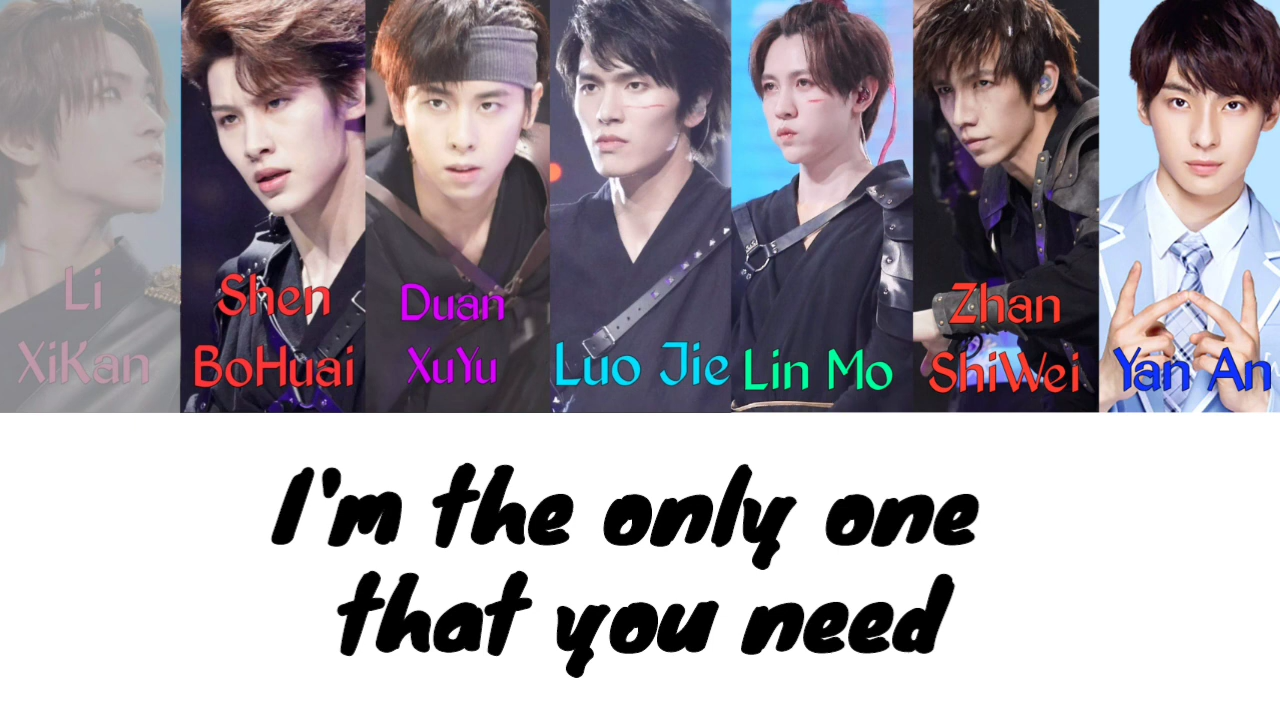 Li
XiKan
Shen
BoHuai
Duan
XuYu
Luo Jie
Lin Mo
Zhan
ShiWei
Yan An
I'm the only one
that you need